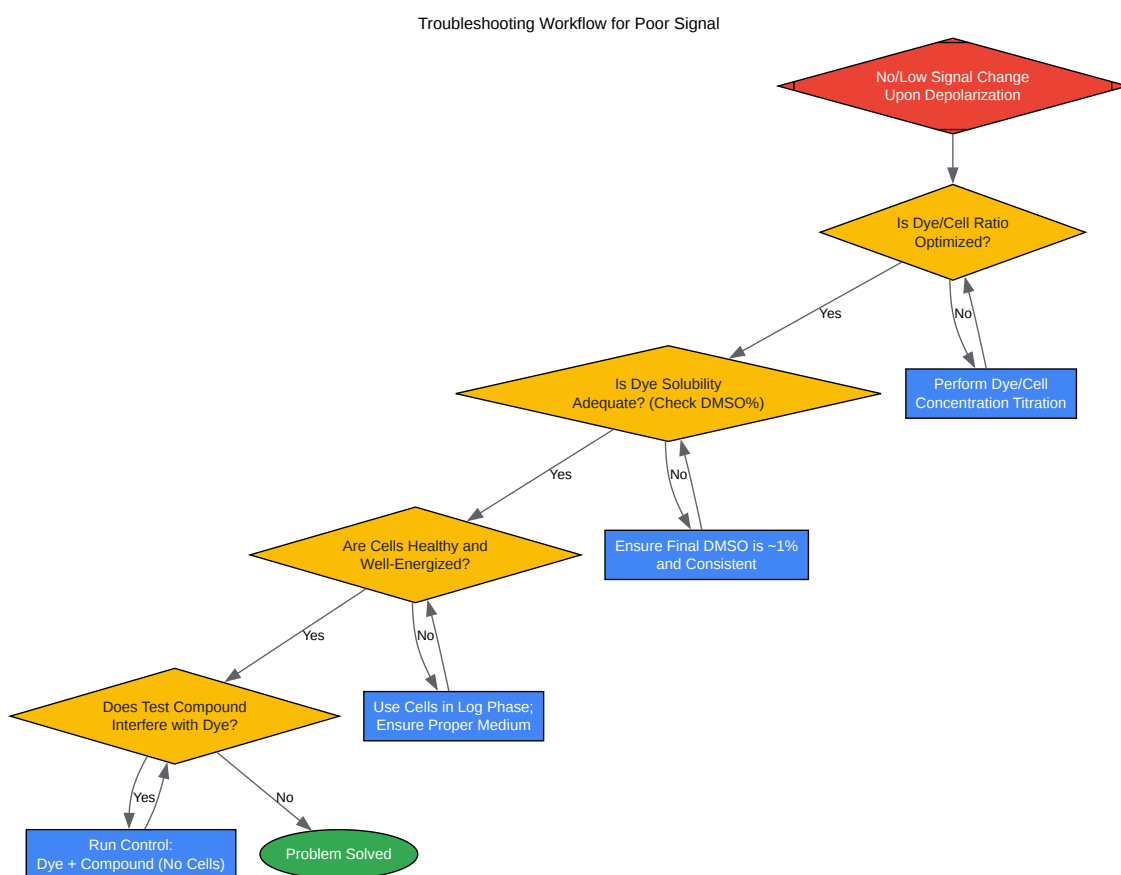 Troubleshooting Workflow for Poor Signal
No/Low Signal Change
Upon Depolarization
Is Dye/Cell Ratio
Optimized?
Yes
No
Perform Dye/Cell
Concentration Titration
Is Dye Solubility
Adequate? (Check DMSO%)
Yes
No
Ensure Final DMSO is ~1%
and Consistent
Are Cells Healthy and
Well-Energized?
Yes
No
Use Cells in Log Phase;
Ensure Proper Medium
Does Test Compound
Interfere with Dye?
Yes
No
Run Control:
Dye + Compound (No Cells)
Problem Solved